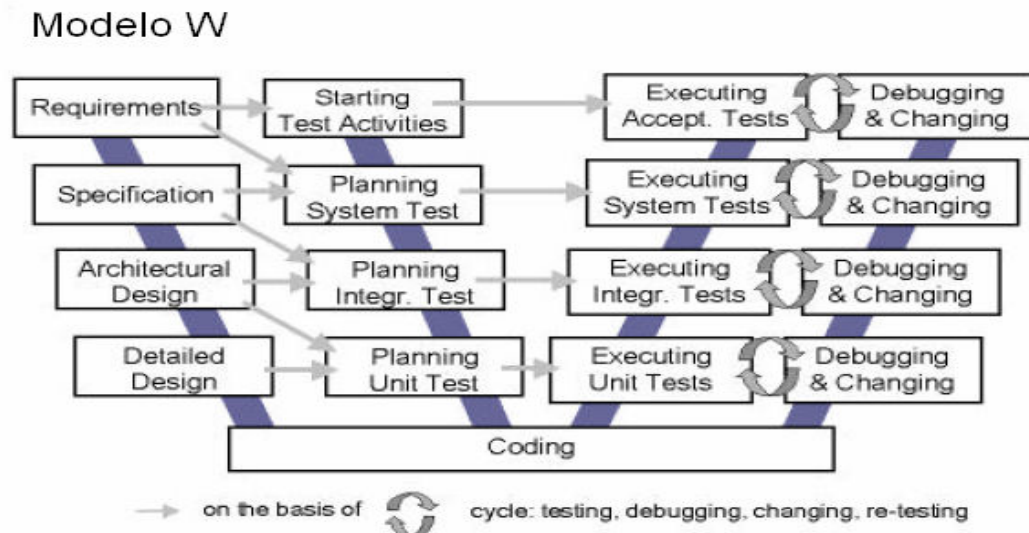 Modelo W
Requirements
Starting
Test Activities
Executing
Accept. Tests
Debugging
& Changing
Specification
Planning
System Test
Executing
System Tests
Debugging
& Changing
Architectural
Design
Planning
Integr. Test
Executing
Integr. Tests
Debugging
& Changing
Detailed
Design
Planning
Unit Test
Executing
Unit Tests
Debugging
& Changing
Coding
on the basis of
cycle: testing, debugging, changing, re-testing